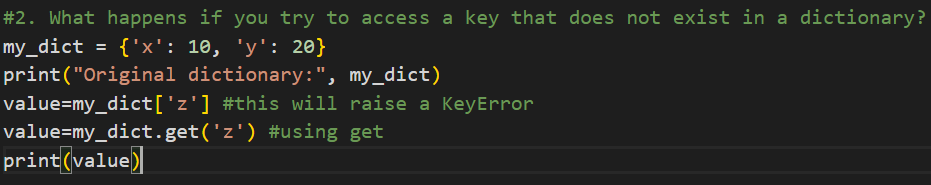 #2. What happens if you try to access a key that does not exist in a dictionary?
my_dict = {'x': 10, 'y': 20}
print("Original dictionary:", my_dict)
value=my_dict['z'] #this will raise a KeyError
value=my_dict.get('z') #using get
print(value)